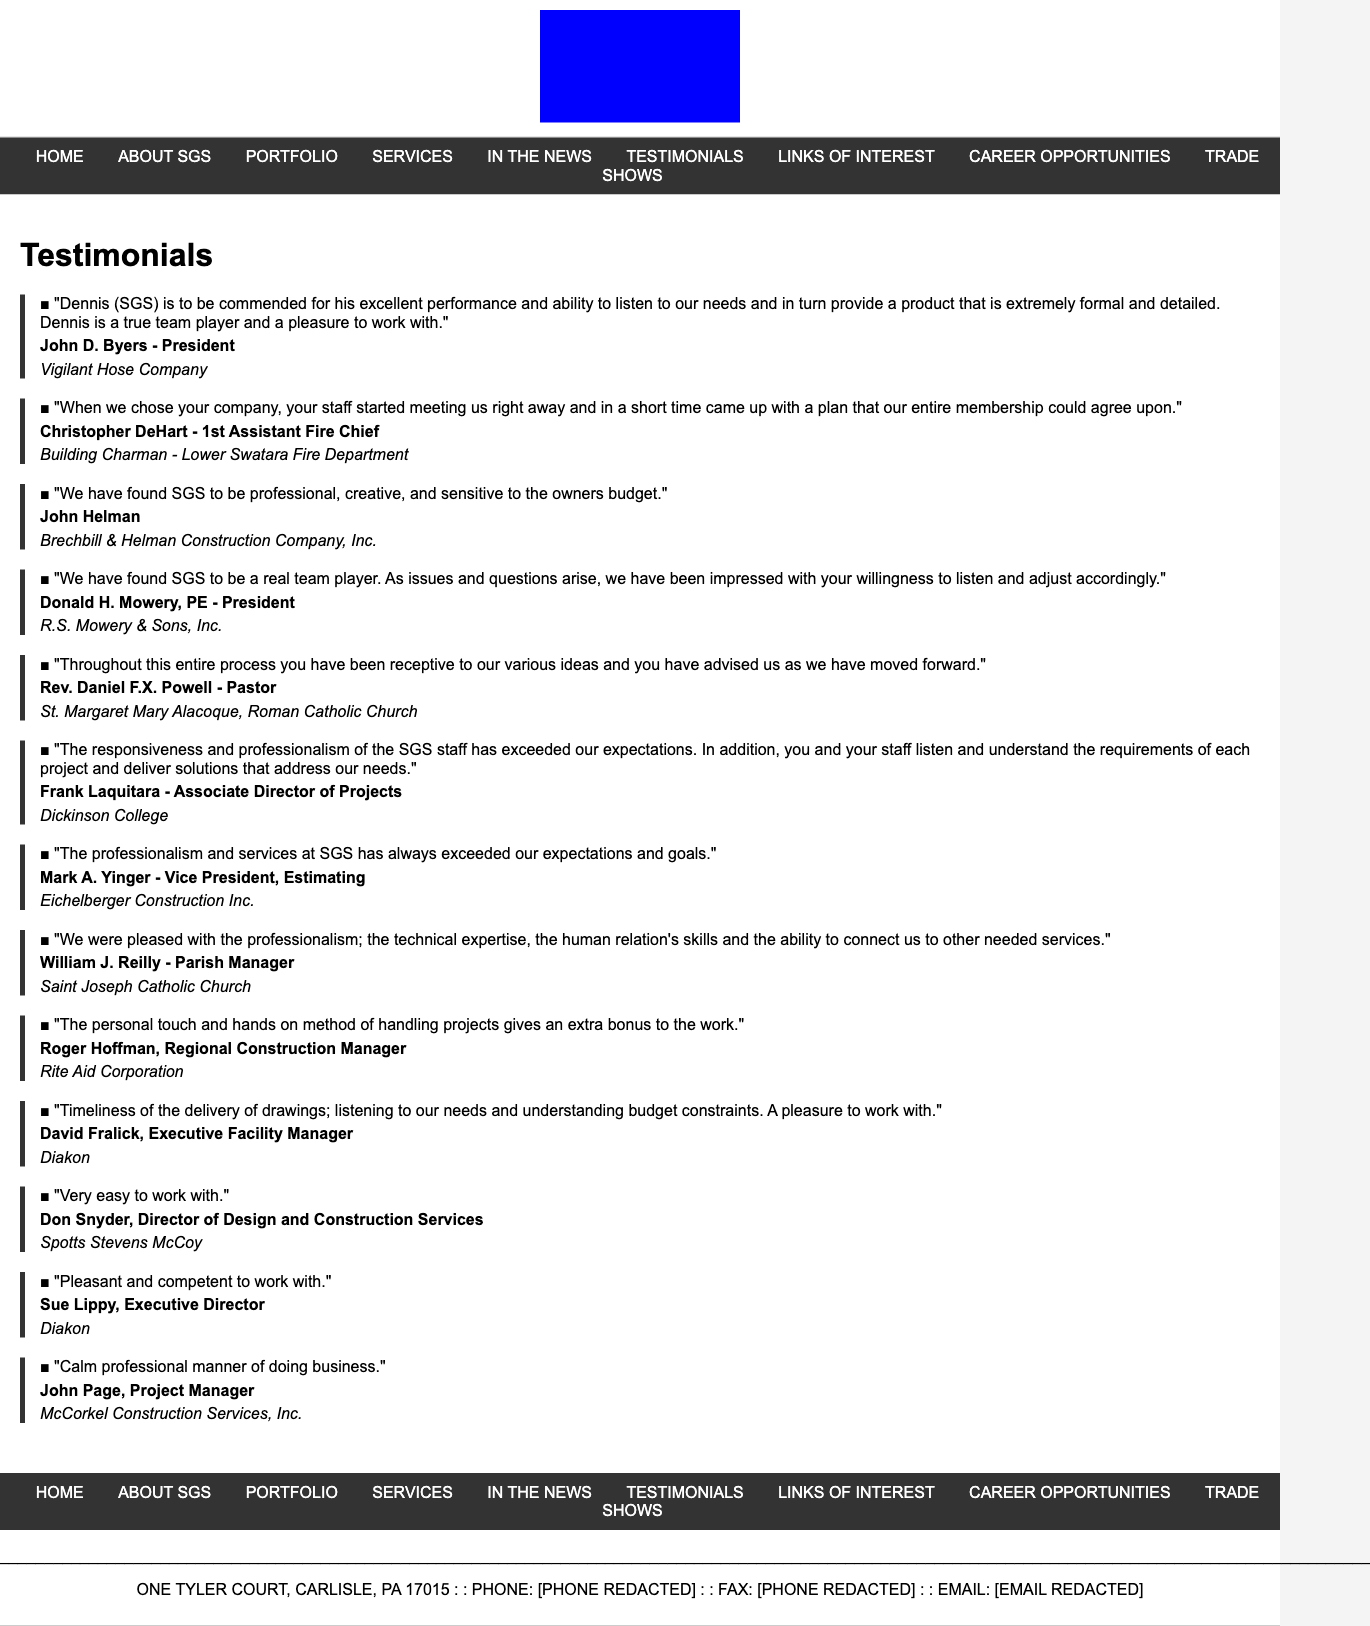 HOME ABOUT SGS PORTFOLIO SERVICES IN THE NEWS TESTIMONIALS LINKS OF INTEREST CAREER OPPORTUNITIES TRADE
SHOWS
Testimonials
■ "Dennis (SGS) is to be commended for his excellent performance and ability to listen to our needs and in turn provide a product that is extremely formal and detailed.
Dennis is a true team player and a pleasure to work with."
John D. Byers - President
Vigilant Hose Company
■ "When we chose your company, your staff started meeting us right away and in a short time came up with a plan that our entire membership could agree upon."
Christopher DeHart - 1st Assistant Fire Chief
Building Charman - Lower Swatara Fire Department
■ "We have found SGS to be professional, creative, and sensitive to the owners budget."
John Helman
Brechbill & Helman Construction Company, Inc.
■ "We have found SGS to be a real team player. As issues and questions arise, we have been impressed with your willingness to listen and adjust accordingly."
Donald H. Mowery, PE - President
R.S. Mowery & Sons, Inc.
■ "Throughout this entire process you have been receptive to our various ideas and you have advised us as we have moved forward."
Rev. Daniel F.X. Powell - Pastor
St. Margaret Mary Alacoque, Roman Catholic Church
■ "The responsiveness and professionalism of the SGS staff has exceeded our expectations. In addition, you and your staff listen and understand the requirements of each
project and deliver solutions that address our needs."
Frank Laquitara - Associate Director of Projects
Dickinson College
■ "The professionalism and services at SGS has always exceeded our expectations and goals."
Mark A. Yinger - Vice President, Estimating
Eichelberger Construction Inc.
■ "We were pleased with the professionalism; the technical expertise, the human relation's skills and the ability to connect us to other needed services."
William J. Reilly - Parish Manager
Saint Joseph Catholic Church
■ "The personal touch and hands on method of handling projects gives an extra bonus to the work."
Roger Hoffman, Regional Construction Manager
Rite Aid Corporation
■ "Timeliness of the delivery of drawings; listening to our needs and understanding budget constraints. A pleasure to work with."
David Fralick, Executive Facility Manager
Diakon
■ "Very easy to work with."
Don Snyder, Director of Design and Construction Services
Spotts Stevens McCoy
■ "Pleasant and competent to work with."
Sue Lippy, Executive Director
Diakon
■ "Calm professional manner of doing business."
John Page, Project Manager
McCorkel Construction Services, Inc.
HOME ABOUT SGS PORTFOLIO SERVICES IN THE NEWS TESTIMONIALS LINKS OF INTEREST CAREER OPPORTUNITIES TRADE
SHOWS
ONE TYLER COURT, CARLISLE, PA 17015 : : PHONE: [PHONE REDACTED] : : FAX: [PHONE REDACTED] : : EMAIL: [EMAIL REDACTED]